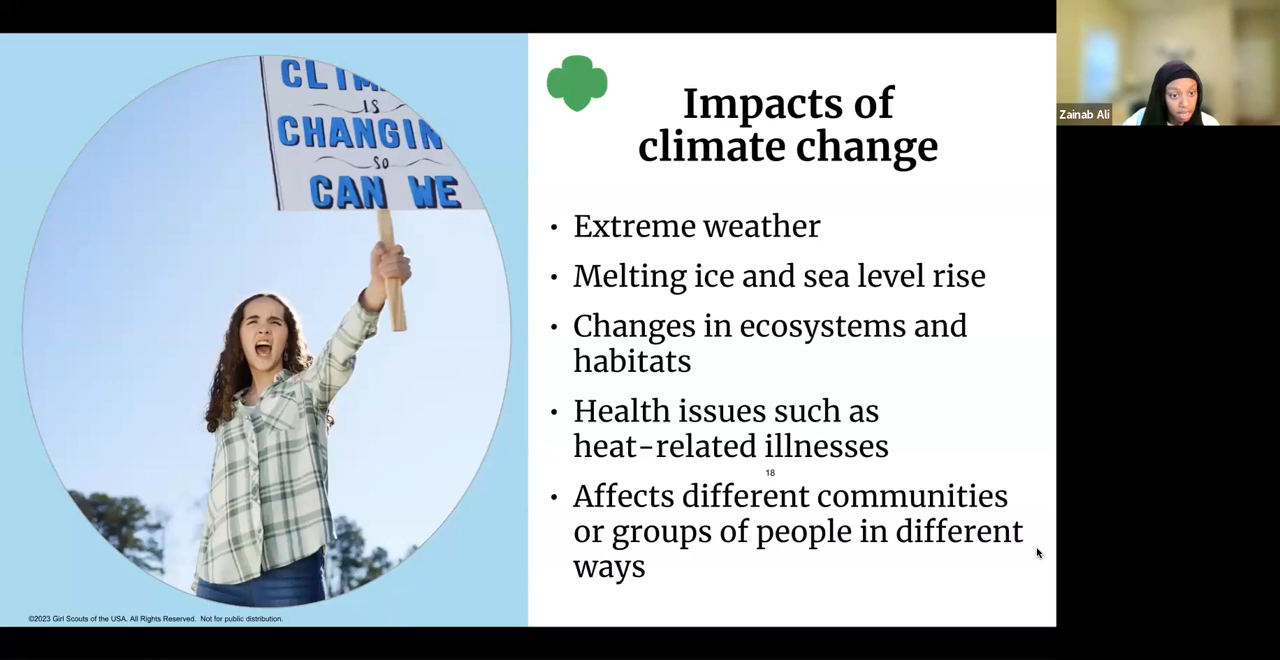 CLIM
IS
CHANGIN
so
CAN WE
Impacts of
climate change
• Extreme weather
• Melting ice and sea level rise
• Changes in ecosystems and
habitats
• Health issues such as
heat-related illnesses
18
• Affects different communities
or groups of people in different
ways
©2023 Girl Scouts of the USA. All Rights Reserved. Not for public distribution.
Zainab Ali